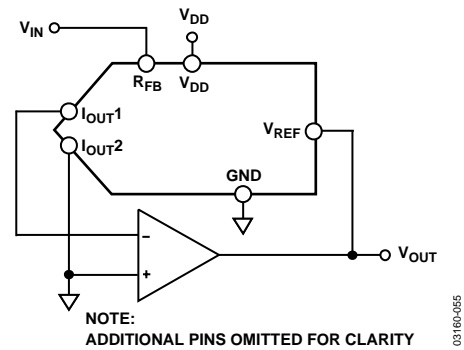 VDD
VIN
RFB
VDD
IOUT1
VREF
IOUT2
GND
−
VOUT
+
NOTE:
ADDITIONAL PINS OMITTED FOR CLARITY
03160-055